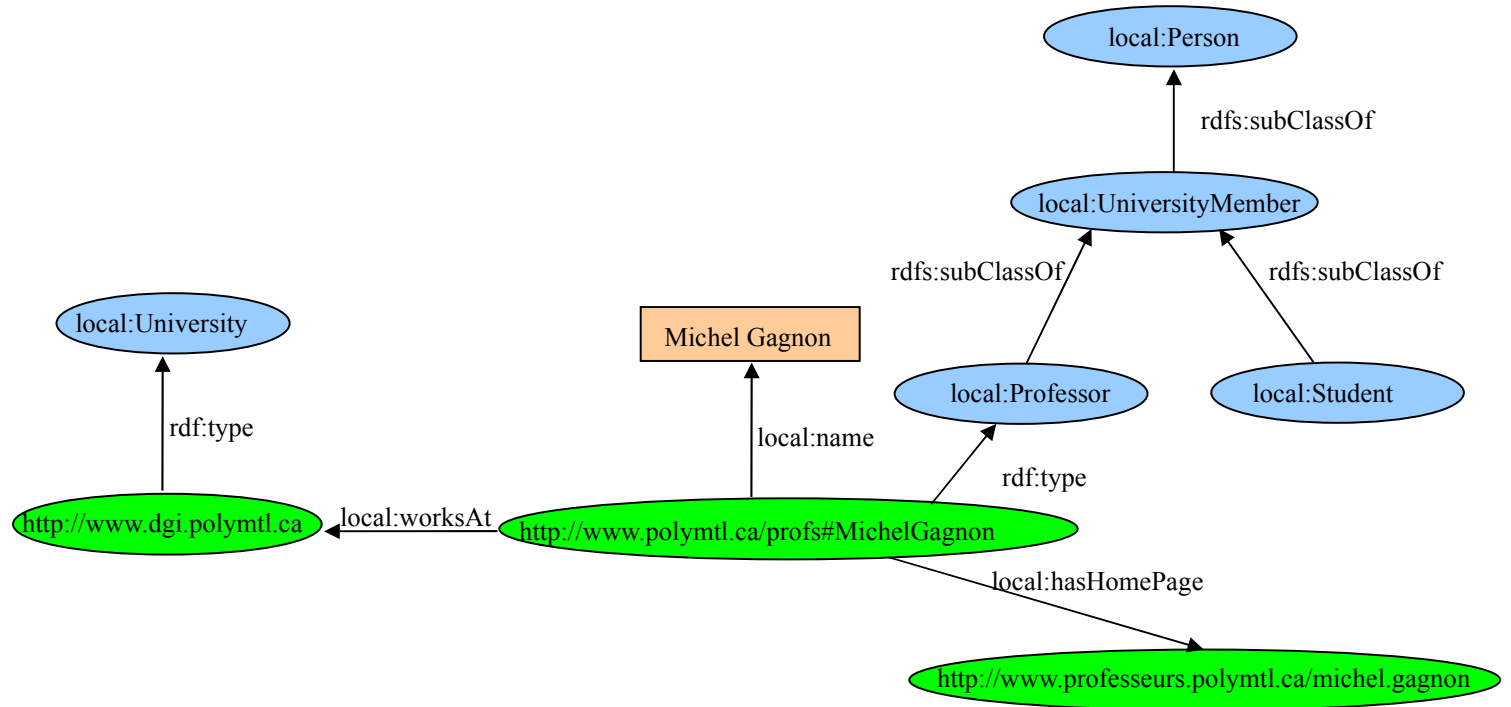 local:Person
rdfs:subClassOf
local:UniversityMember
rdfs:subClassOf
rdfs:subClassOf
local:University
Michel Gagnon
local:Professor
local:Student
rdf:type
local:name
rdf:type
http://www.dgi.polymtl.ca
local:worksAt
http://www.polymtl.ca/profs#MichelGagnon
local:hasHomePage
http://www.professeurs.polymtl.ca/michel.gagnon